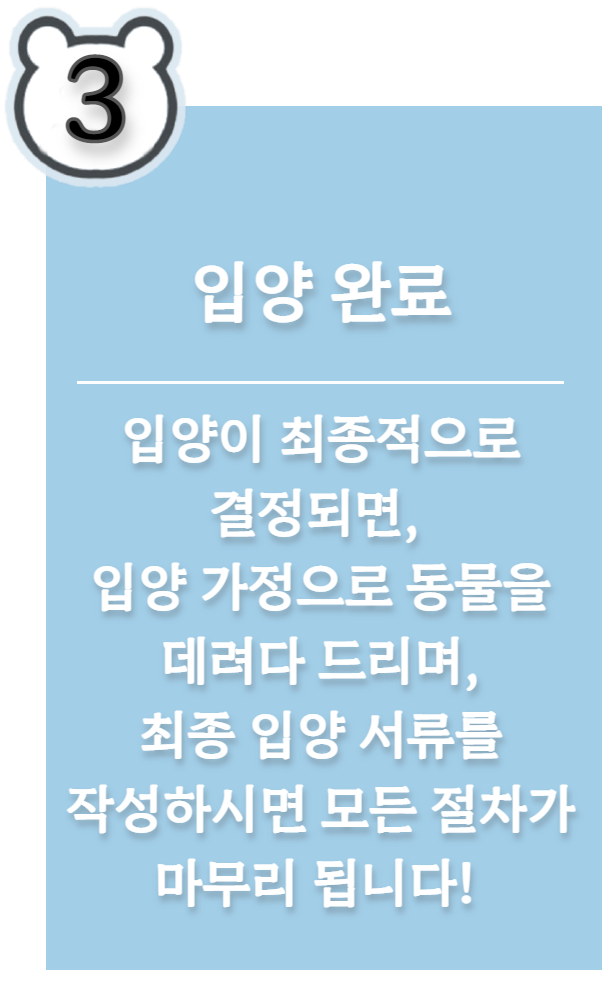 3
입양 완료
입양이 최종적으로
결정되면,
입양 가정으로 동물을
데려다 드리며,
최종 입양 서류를
작성하시면 모든 절차가
마무리 됩니다!